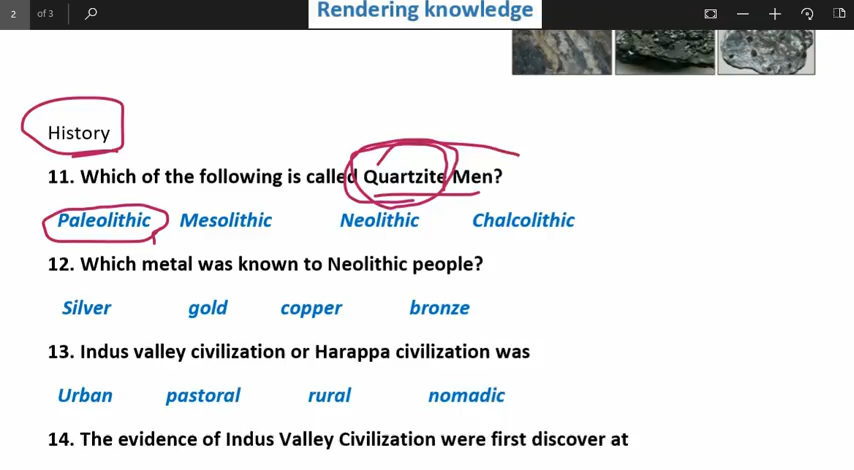 2 of 3
Rendering knowledge
History
11. Which of the following is called Quartzite Men?
Paleolithic Mesolithic Neolithic Chalcolithic
12. Which metal was known to Neolithic people?
Silver gold copper bronze
13. Indus valley civilization or Harappa civilization was
Urban pastoral rural nomadic
14. The evidence of Indus Valley Civilization were first discover at